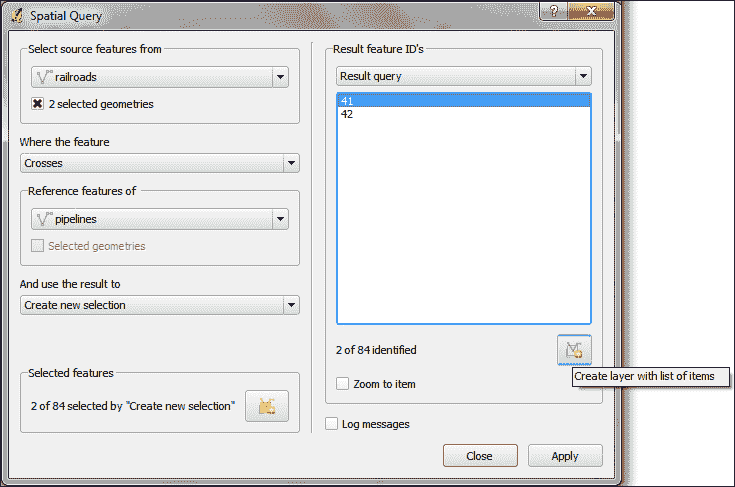 Spatial Query
?
X
Select source features from
railroads
2 selected geometries
Where the feature
Crosses
Reference features of
pipelines
Selected geometries
And use the result to
Create new selection
Selected features
2 of 84 selected by "Create new selection"
Result feature ID's
Result query
41
42
2 of 84 identified
Create layer with list of items
Zoom to item
Log messages
Close
Apply